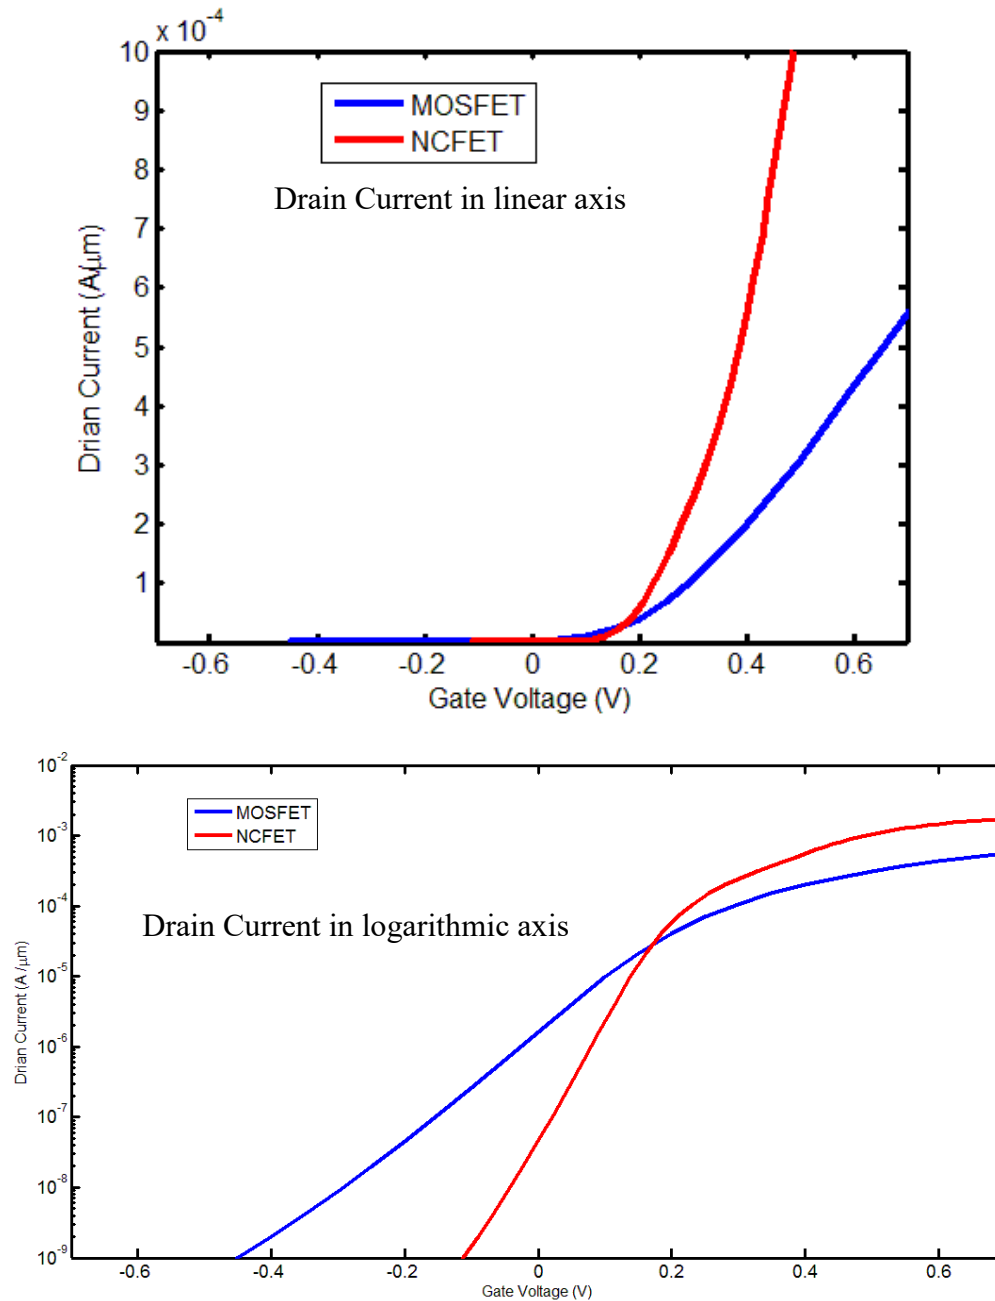 x 10^-4
10
9
8
7
6
5
4
3
2
1
Drian Current (A/μm)
MOSFET
NCFET
Drain Current in linear axis
-0.6 -0.4 -0.2 0 0.2 0.4 0.6
Gate Voltage (V)
10^-2
10^-3
10^-4
10^-5
10^-6
10^-7
10^-8
10^-9
Drian Current (A /μm)
MOSFET
NCFET
Drain Current in logarithmic axis
-0.6 -0.4 -0.2 0 0.2 0.4 0.6
Gate Voltage (V)